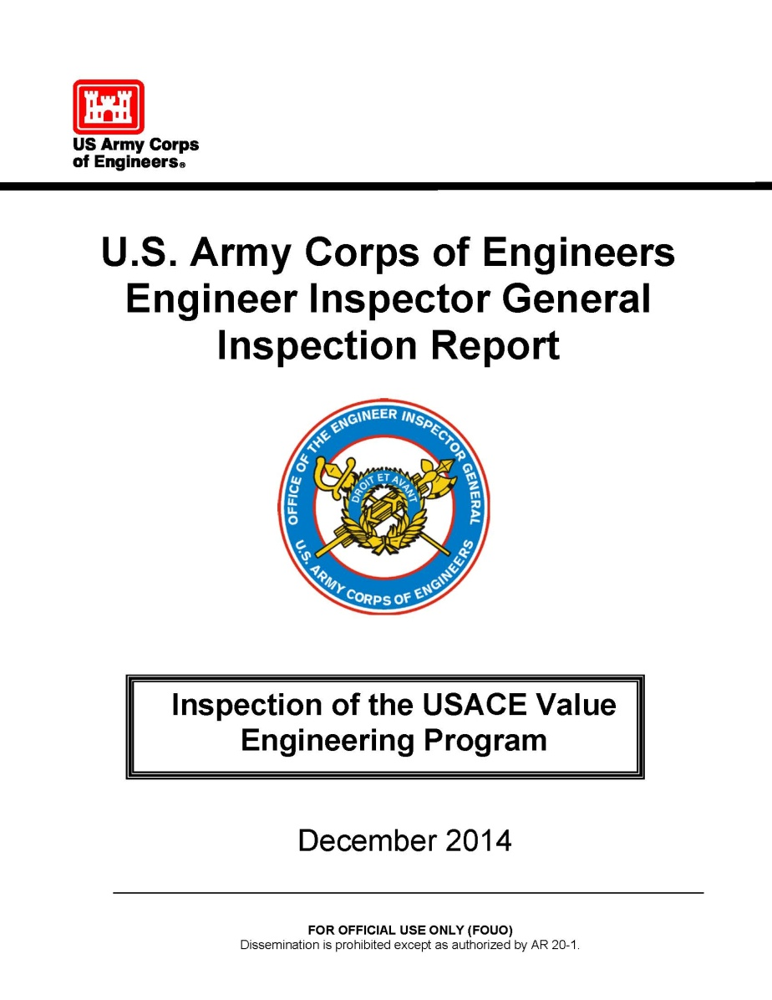 US Army Corps
of Engineers®
U.S. Army Corps of Engineers
Engineer Inspector General
Inspection Report
OFFICE OF THE ENGINEER INSPECTOR GENERAL
DROIT ET AVANT
U.S. ARMY CORPS OF ENGINEERS
Inspection of the USACE Value
Engineering Program
December 2014
FOR OFFICIAL USE ONLY (FOUO)
Dissemination is prohibited except as authorized by AR 20-1.